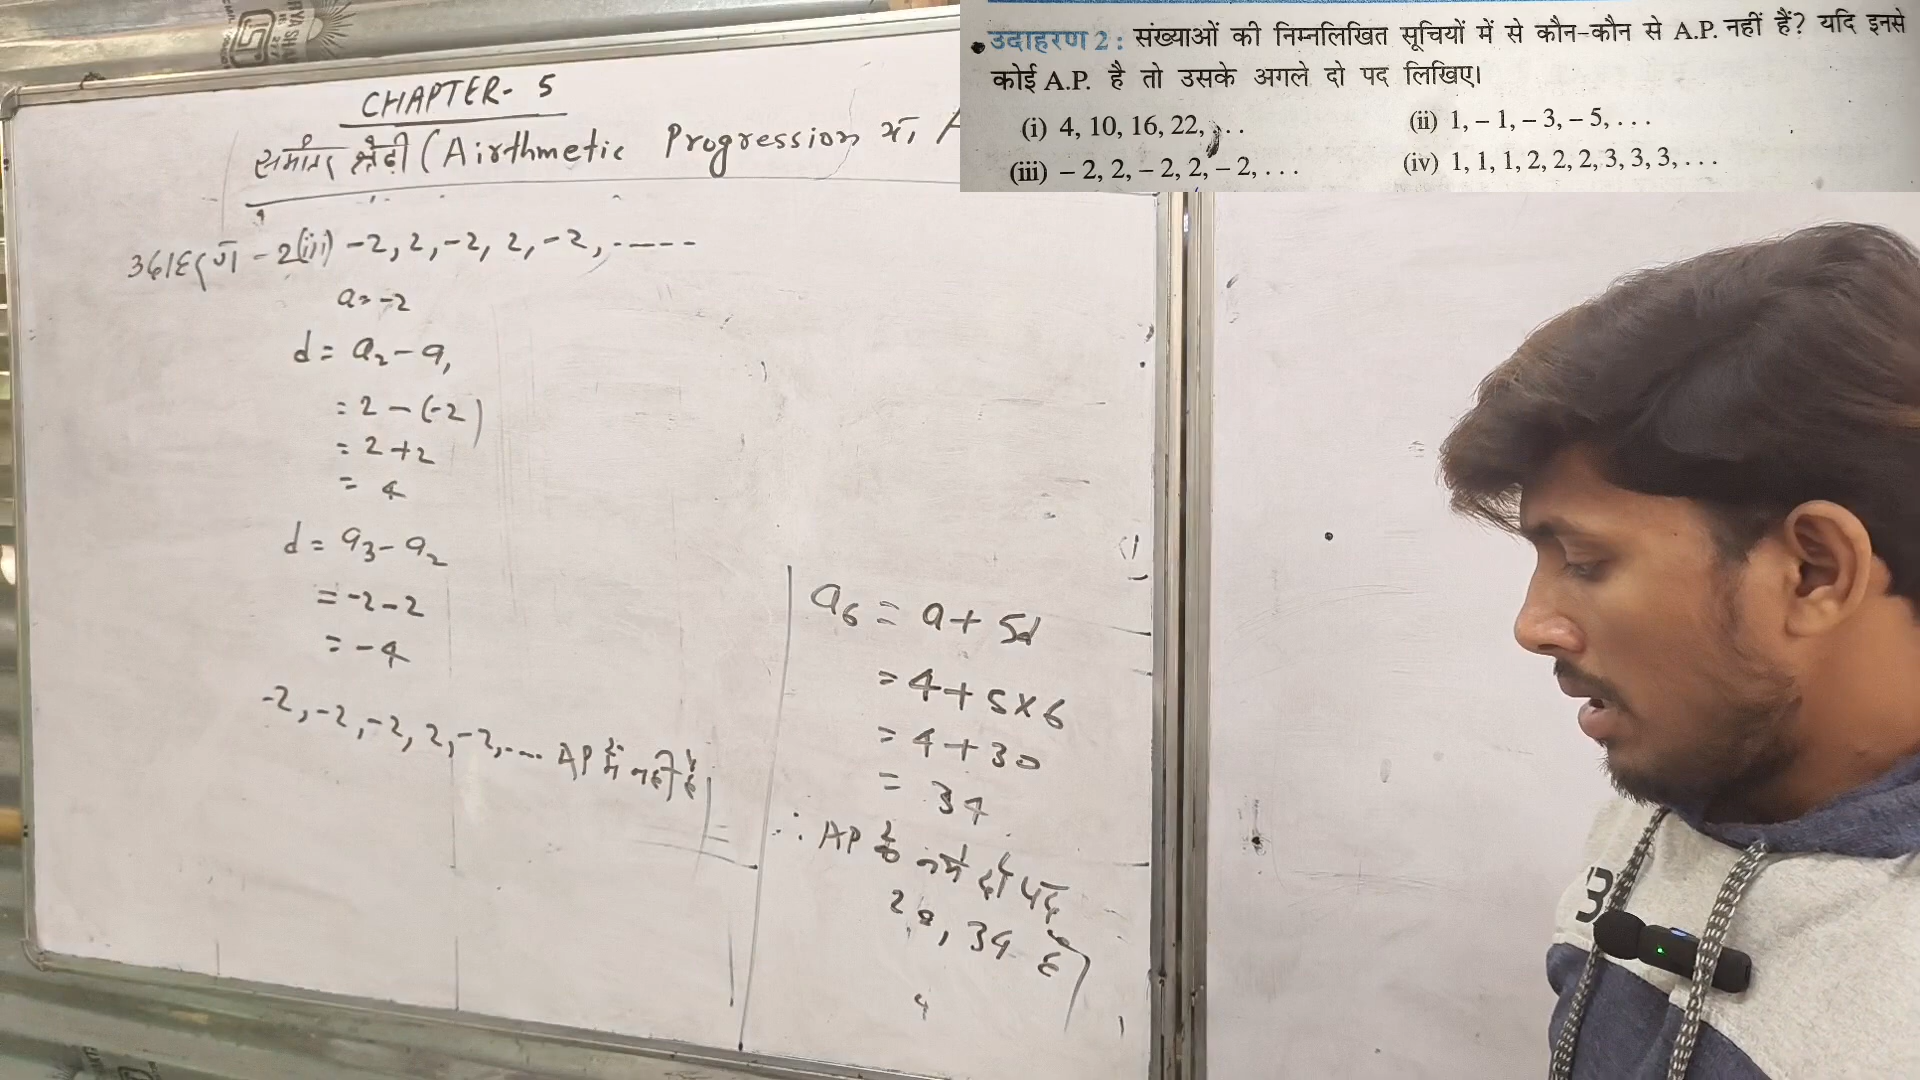 CHAPTER- 5
समांतर श्रेढ़ी (Airthmetic Progression या, A
उदाहरण 2 : संख्याओं की निम्नलिखित सूचियों में से कौन-कौन से A.P. नहीं हैं? यदि इनसे
कोई A.P. है तो उसके अगले दो पद लिखिए।
(i) 4, 10, 16, 22, . . .
(ii) 1, – 1, – 3, – 5, . . .
(iii) – 2, 2, – 2, 2, – 2, . . .
(iv) 1, 1, 1, 2, 2, 2, 3, 3, 3, . . .
उदाहरण - 2(iii) -2, 2, -2, 2, -2, -----
a = -2
d = a₂ - a₁
= 2 - (-2)
= 2 + 2
= 4
d = a₃ - a₂
= -2 - 2
= -4
-2, -2, -2, 2, -2, ... AP में नहीं है
a₆ = a + 5d
= 4 + 5 × 6
= 4 + 30
= 34
∴ AP के नये दो पद
28, 34 है